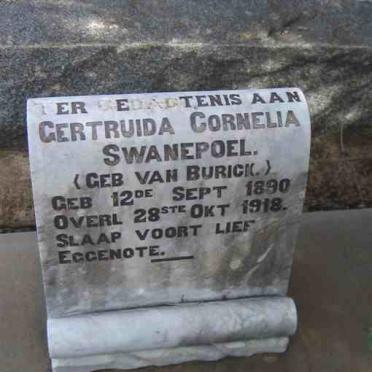 TER GEDAGTENIS AAN
GERTRUIDA CORNELIA
SWANEPOEL.
(GEB VAN BURICK.)
GEB 12DE SEPT 1890
OVERL 28STE OKT 1918.
SLAAP VOORT LIEF
EGGENOTE.